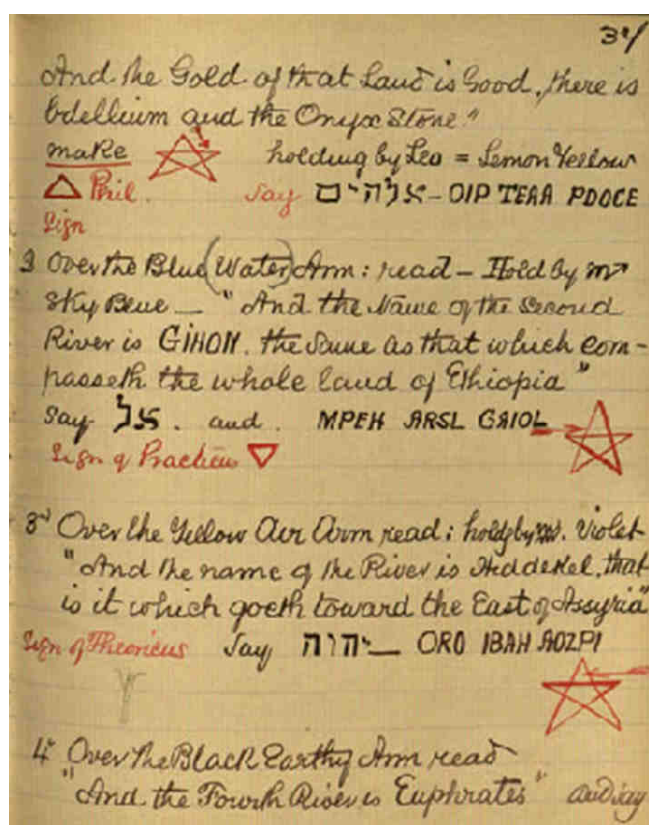 34
And the Gold of that Land is Good, there is
bdellium and the Onyx Stone"
make holding by Leo = Lemon Yellow
Phil. Say אלהים – OIP TEAA PDOCE
Sign
2 Over the Blue (Water) Arm: read – Hold by ♏
Sky Blue – "And the Name of the Second
River is GIHON. the Same as that which com-
passeth the whole land of Ethiopia"
Say אל . and . MPEH ARSL GAIOL
Sign of Practicus
3d Over the Yellow Air Arm read: hold by ♒. Violet
"And the name of the River is Hiddekel, that
is it which goeth toward the East of Assyria"
Sign of Theoricus Say יהוה – ORO IBAH AOZPI
4th Over the Black Earthy Arm read
"And the Fourth River is Euphrates" and say